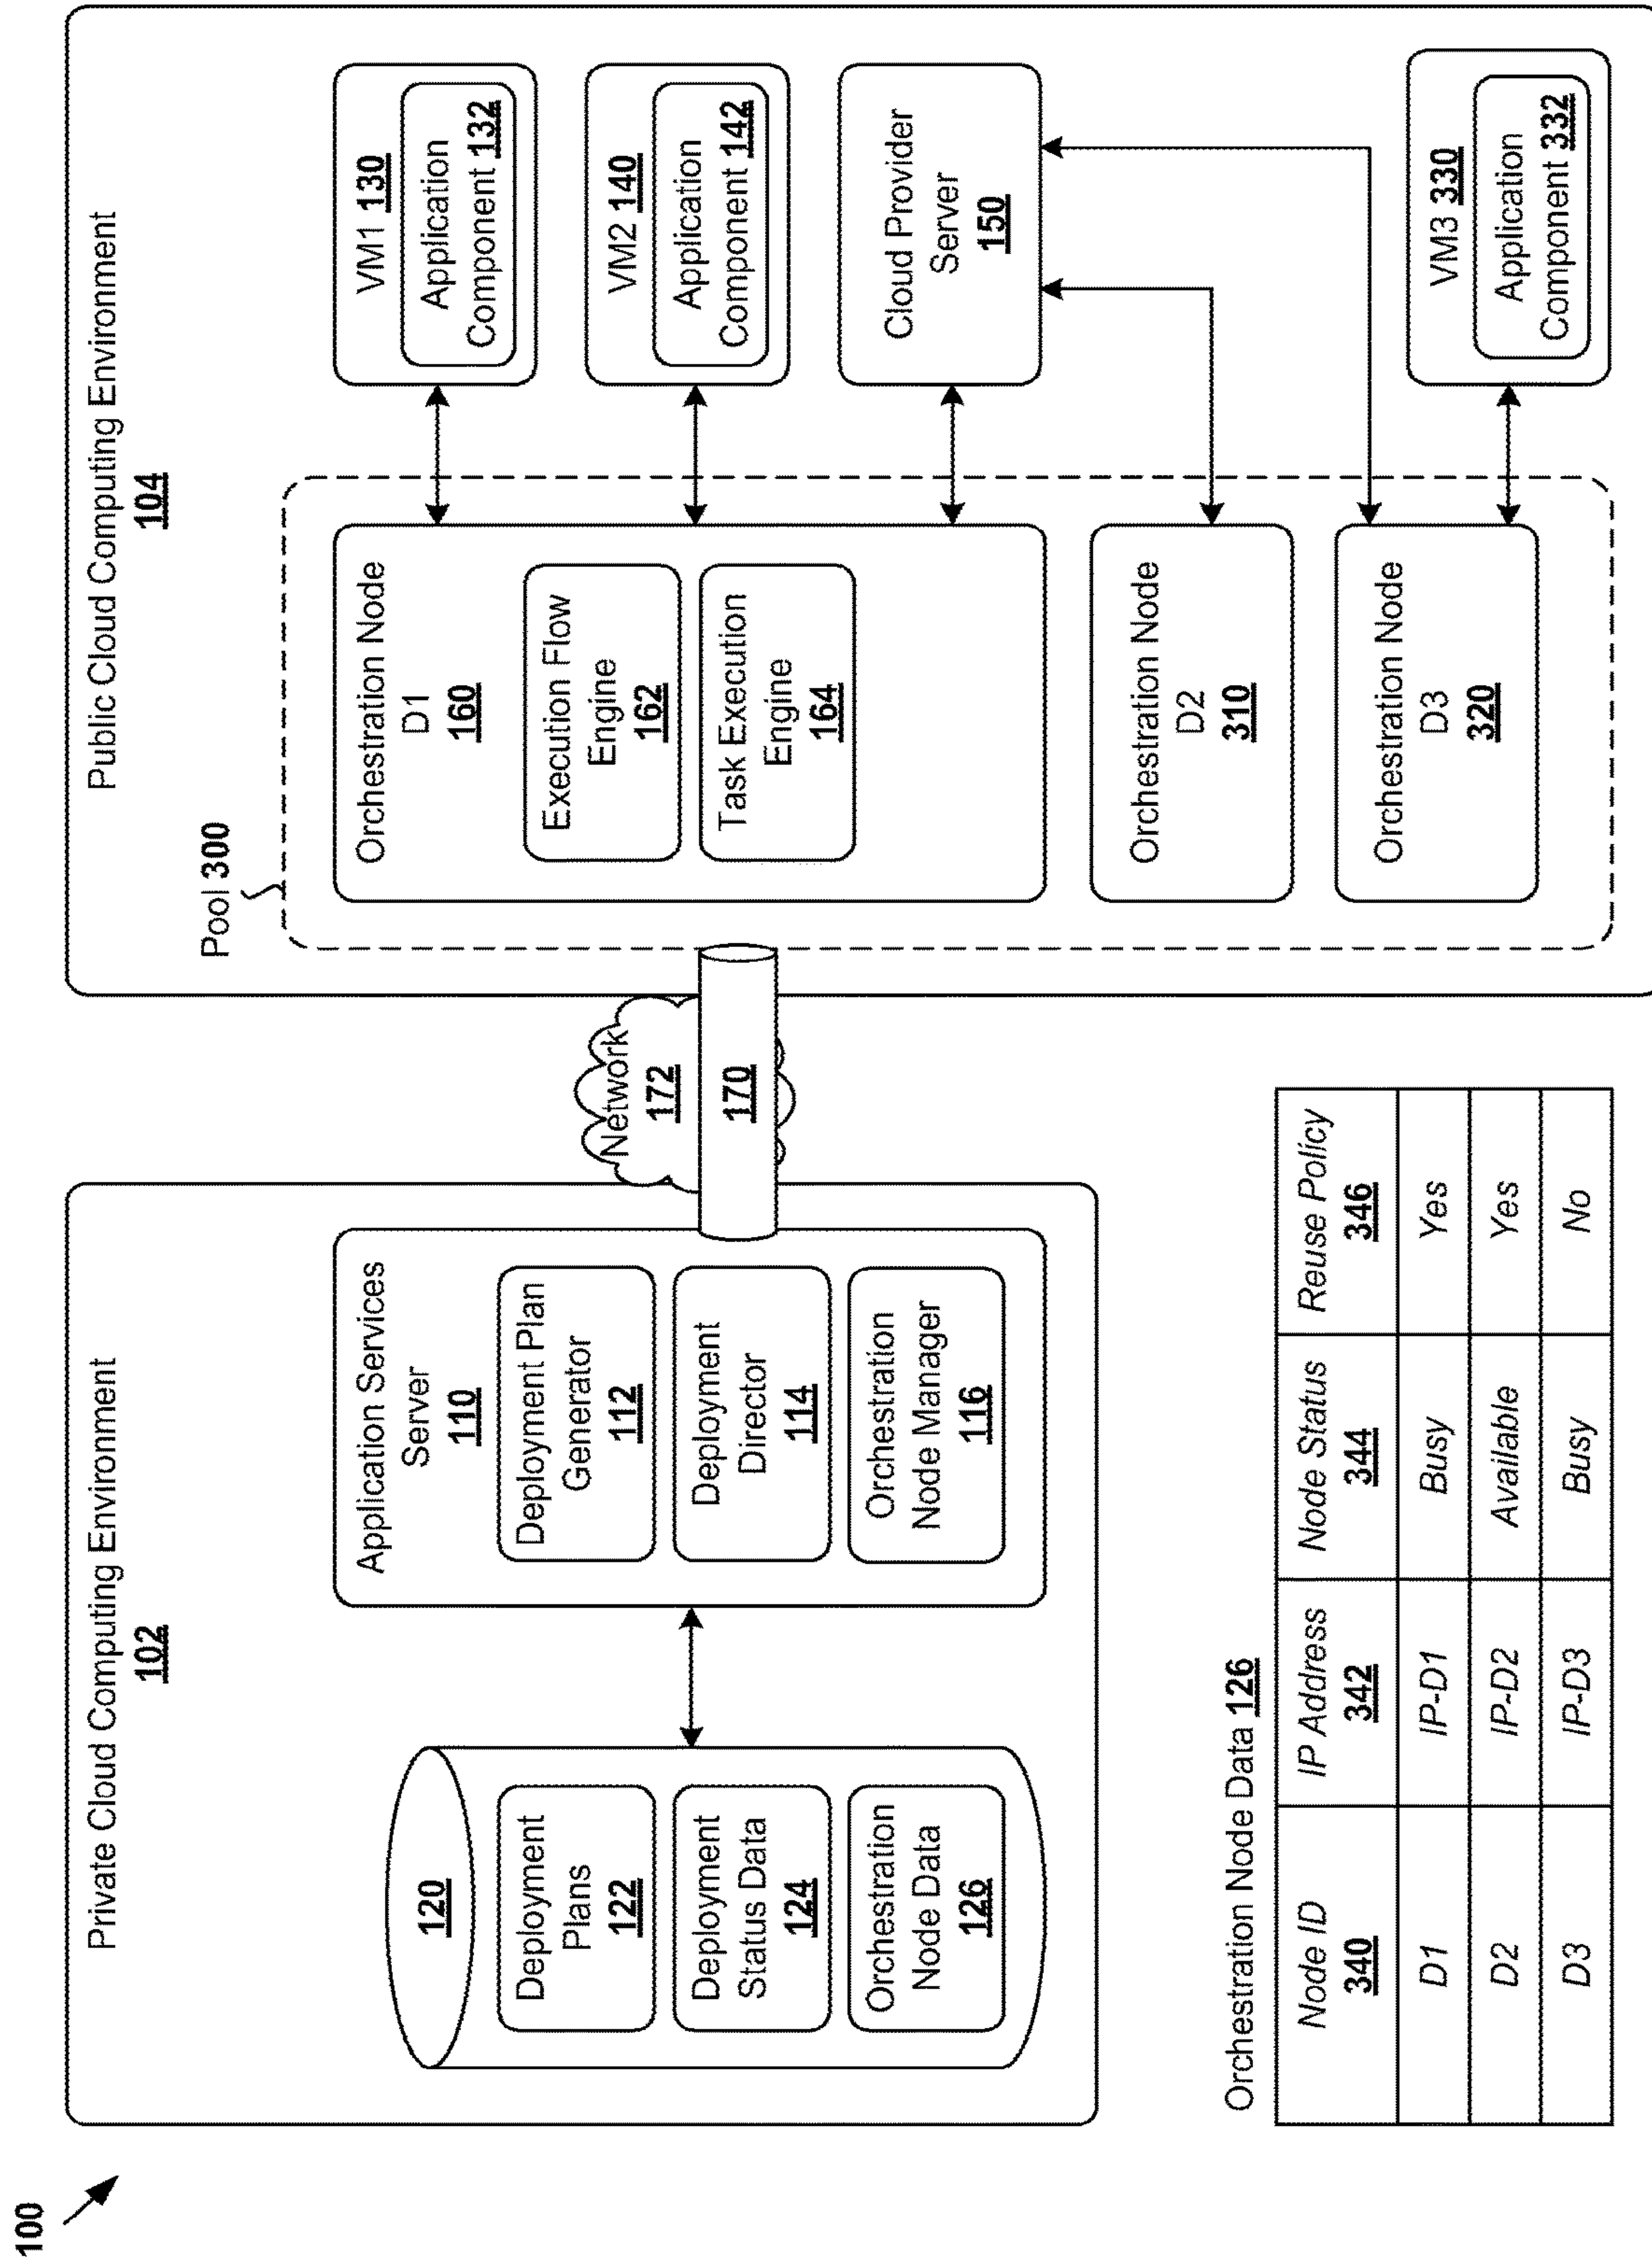 100
Private Cloud Computing Environment
102
120
Deployment
Plans
122
Deployment
Status Data
124
Orchestration
Node Data
126
Application Services
Server
110
Deployment Plan
Generator
112
Deployment
Director
114
Orchestration
Node Manager
116
Network
172
170
Public Cloud Computing Environment
104
Pool 300
Orchestration Node
D1
160
Execution Flow
Engine
162
Task Execution
Engine
164
Orchestration Node
D2
310
Orchestration Node
D3
320
VM1 130
Application
Component 132
VM2 140
Application
Component 142
Cloud Provider
Server
150
VM3 330
Application
Component 332
Orchestration Node Data 126
Node ID IP Address Node Status Reuse Policy
340 342 344 346
D1 IP-D1 Busy Yes
D2 IP-D2 Available Yes
D3 IP-D3 Busy No